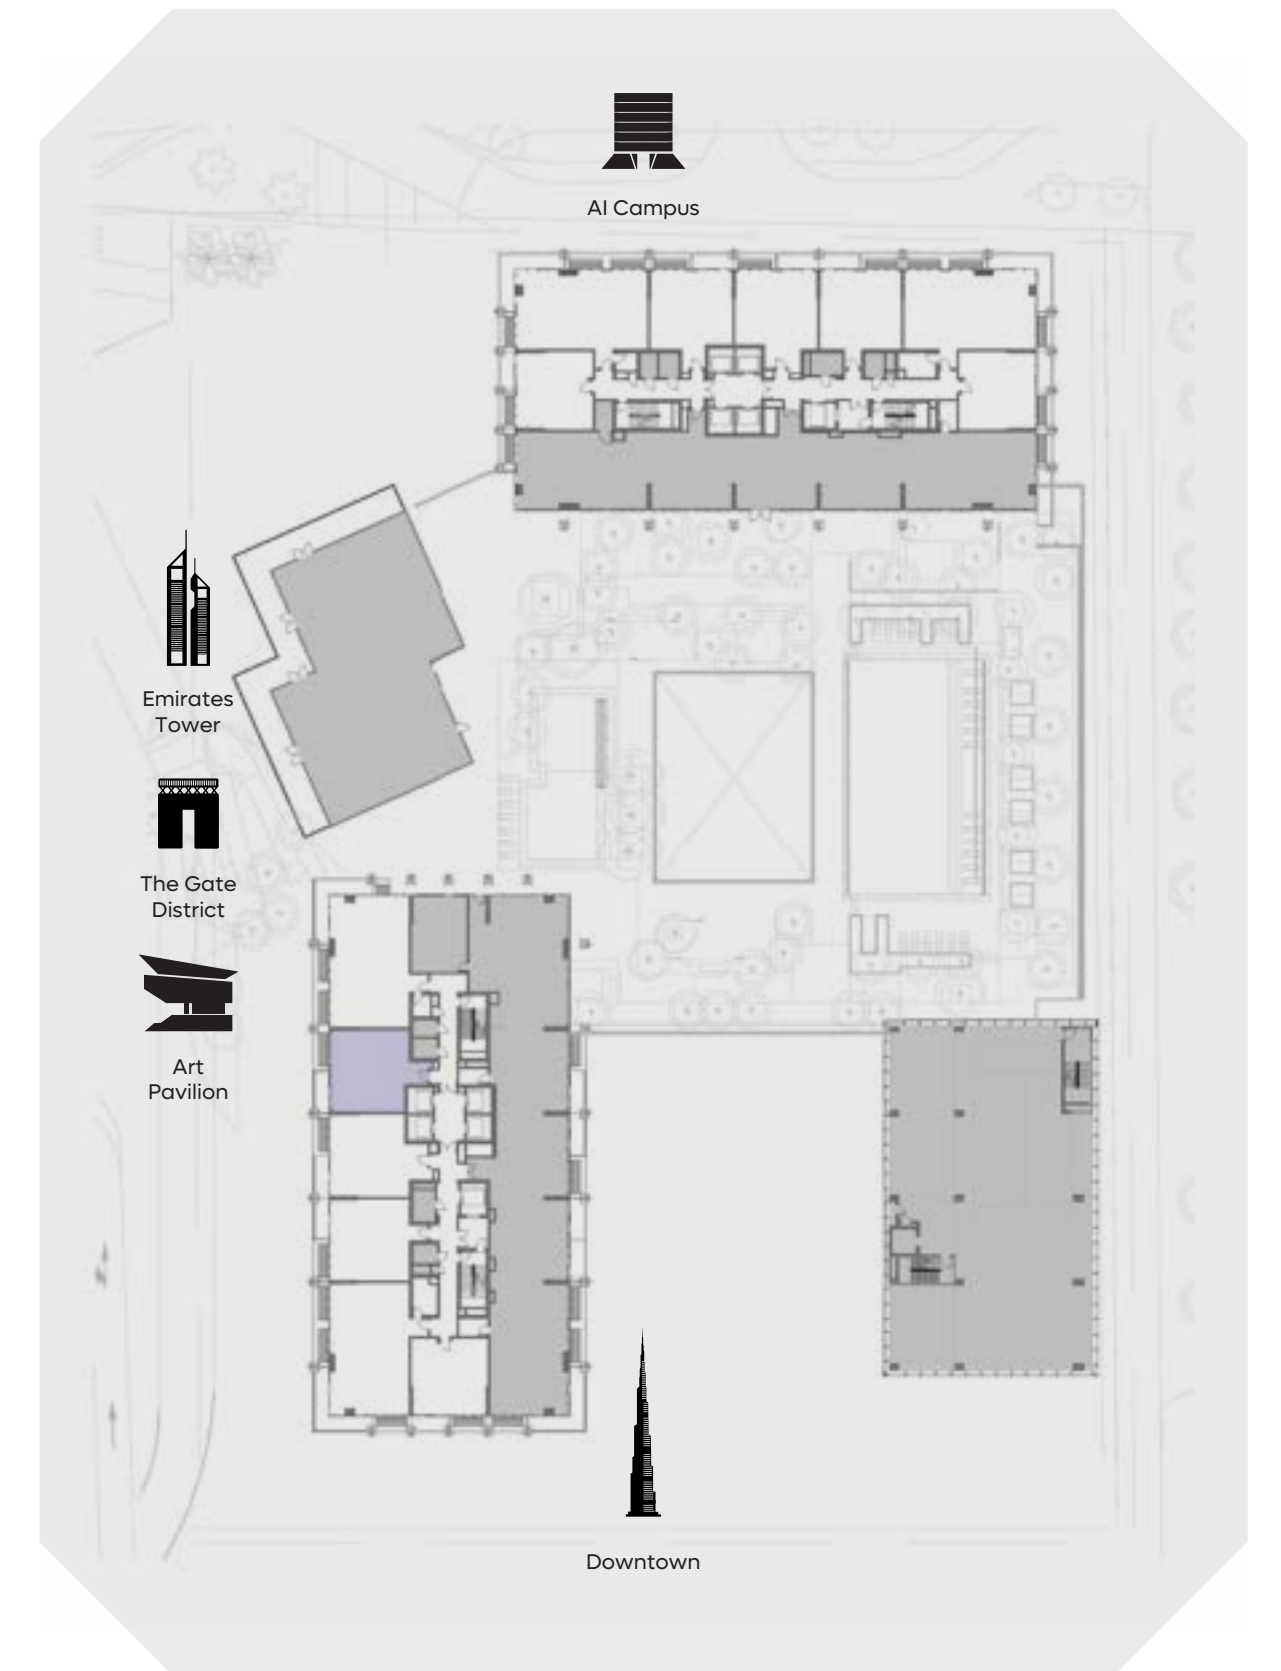 AI Campus
Emirates
Tower
The Gate
District
Art
Pavilion
Downtown